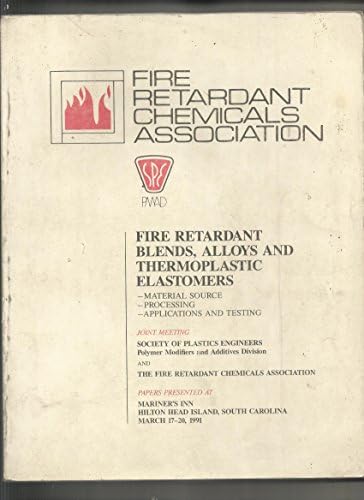 FIRE
RETARDANT
CHEMICALS
ASSOCIATION
SPE
PMAD
FIRE RETARDANT
BLENDS, ALLOYS AND
THERMOPLASTIC
ELASTOMERS
–MATERIAL SOURCE
–PROCESSING
–APPLICATIONS AND TESTING
JOINT MEETING
SOCIETY OF PLASTICS ENGINEERS
Polymer Modifiers and Additives Division
AND
THE FIRE RETARDANT CHEMICALS ASSOCIATION
PAPERS PRESENTED AT
MARINER'S INN
HILTON HEAD ISLAND, SOUTH CAROLINA
MARCH 17–20, 1991